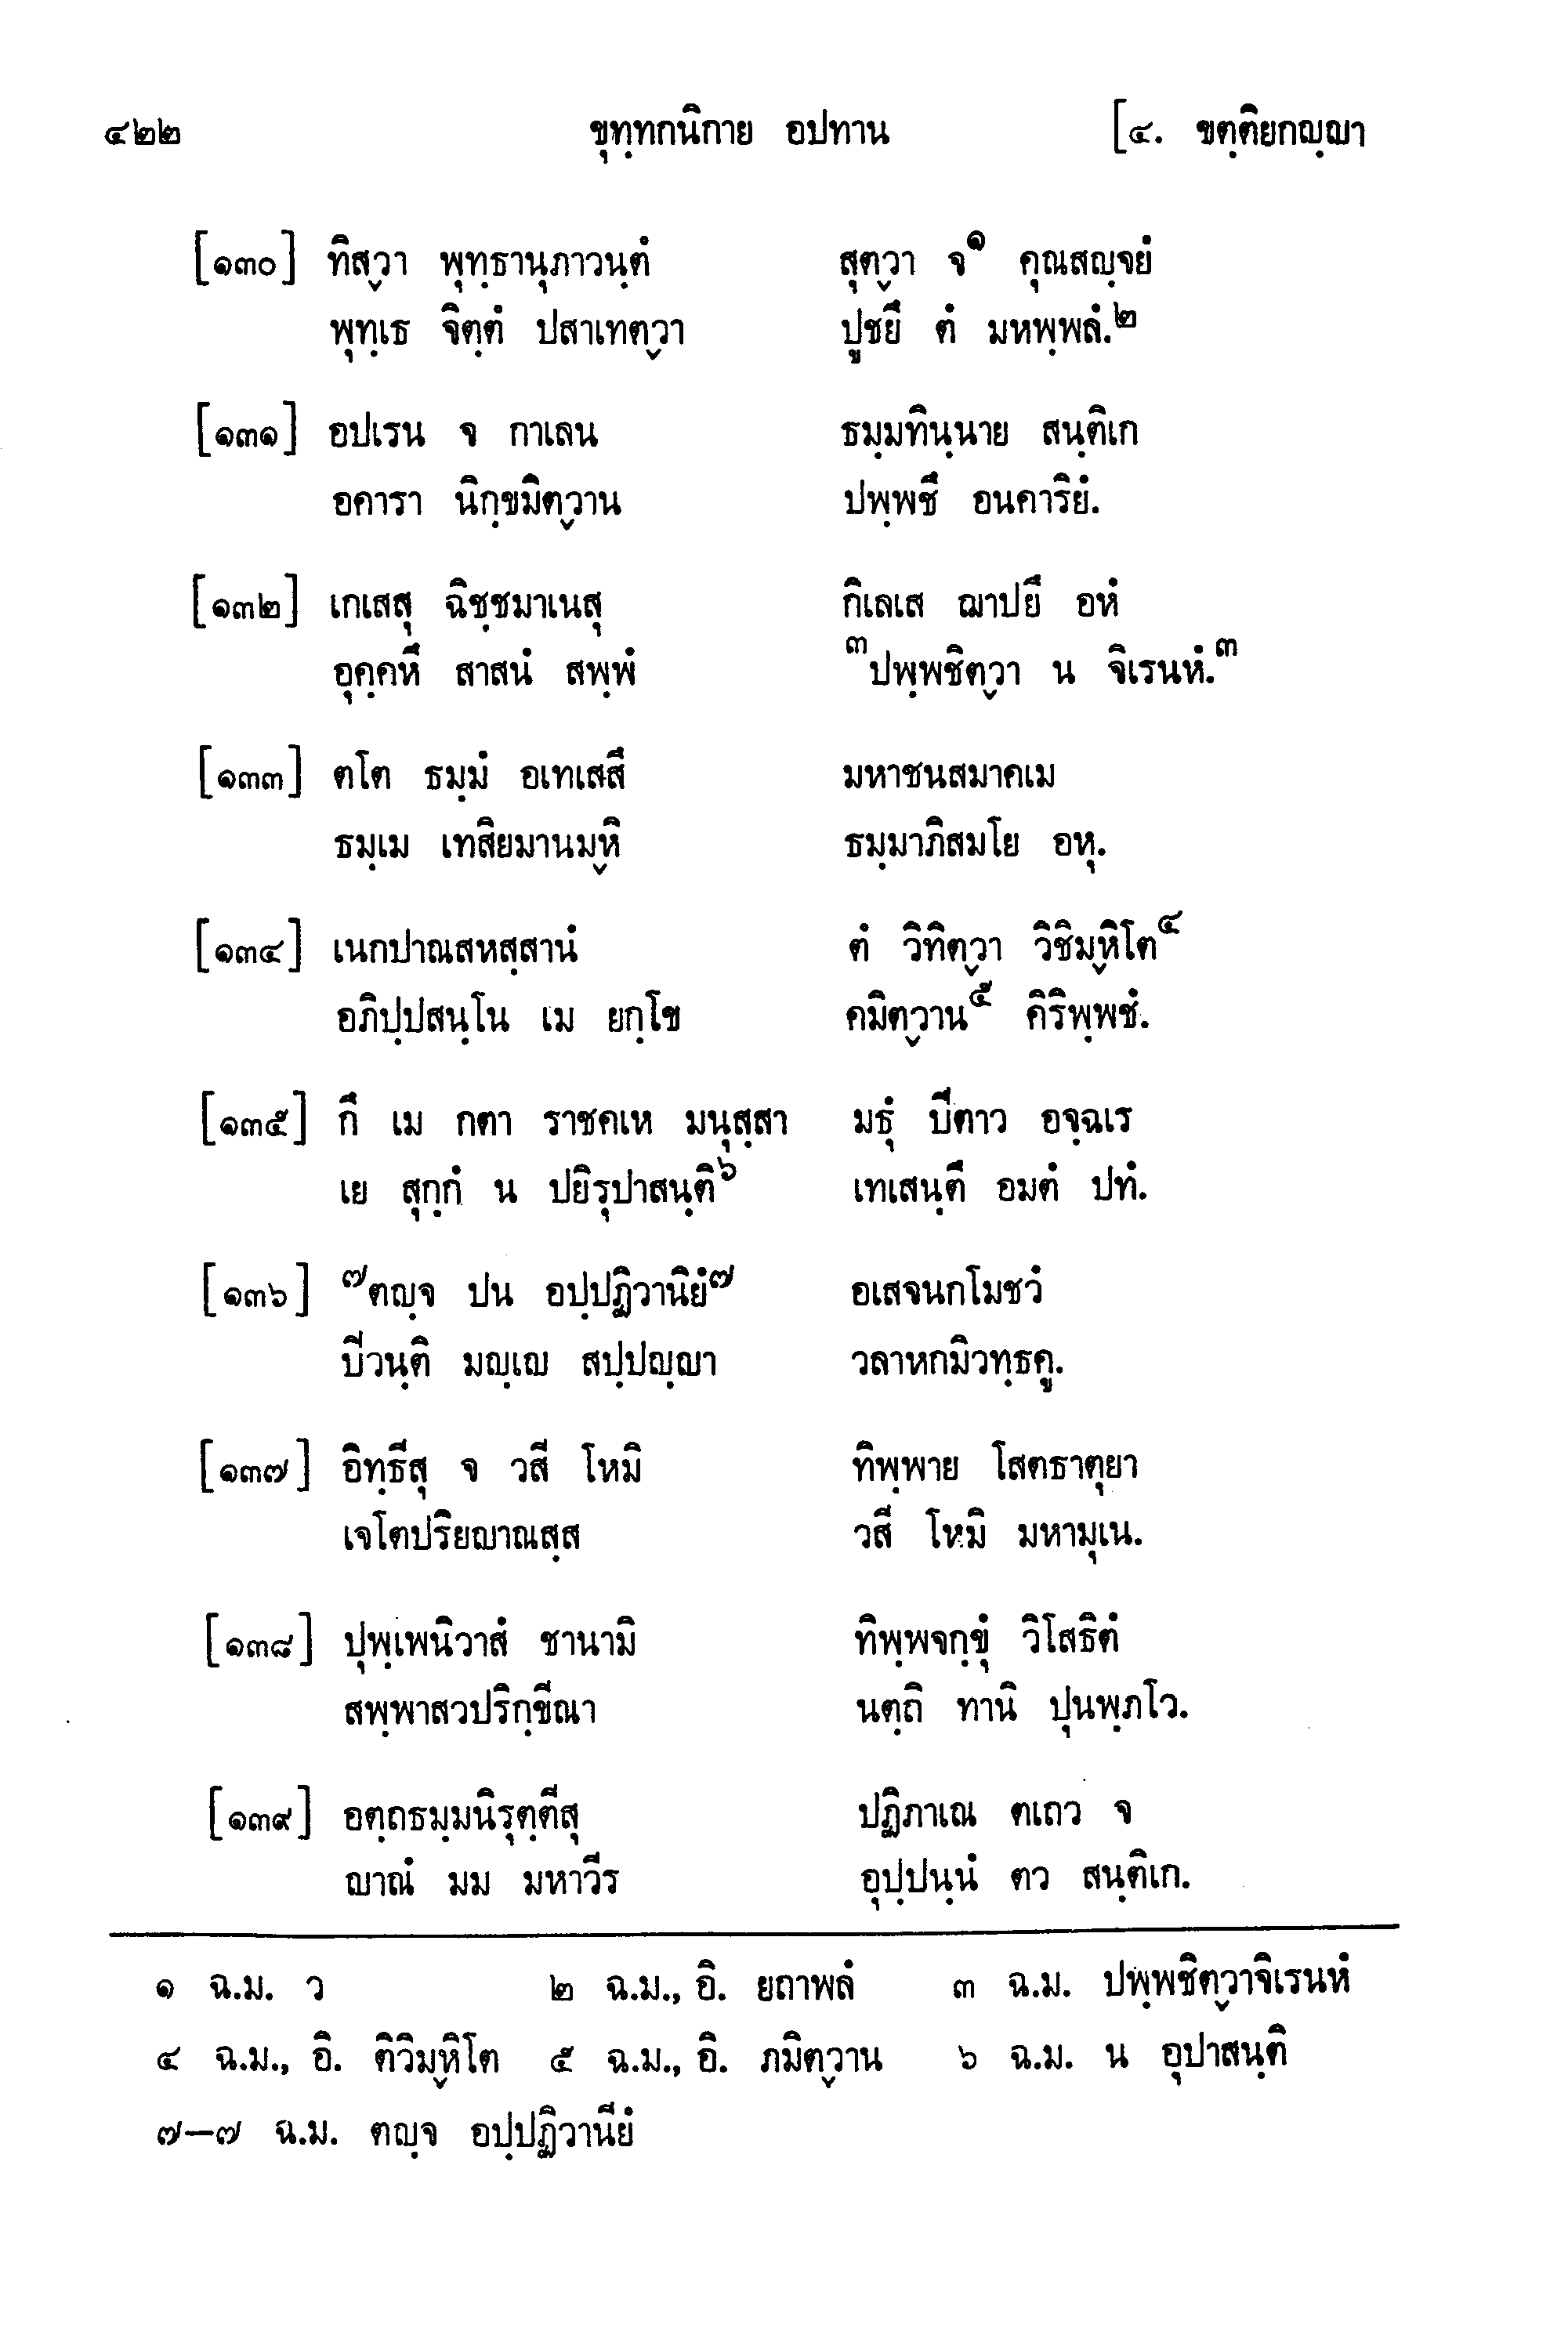 ๔๒๒ ขุทฺทกนิกาย อปทาน [๔. ขตฺติยกญฺญา
[๑๓๐] ทิสฺวา พุทฺธานุภาวนฺตํ สุตฺวา จ๑ คุณสญฺจยํ
พุทฺเธ จิตฺตํ ปสาเทตฺวา ปูชยึ ตํ มหพฺพลํ.๒
[๑๓๑] อปเรน จ กาเลน ธมฺมทินฺนาย สนฺติเก
อคารา นิกฺขมิตฺวาน ปพฺพชึ อนคาริยํ.
[๑๓๒] เกเสสุ ฉิชฺชมาเนสุ กิเลเส ฌาปยึ อหํ
อุคฺคหึ สาสนํ สพฺพํ ๓ปพฺพชิตฺวา น จิเรนหํ.๓
[๑๓๓] ตโต ธมฺมํ อเทเสสึ มหาชนสมาคเม
ธมฺเม เทสิยมานมฺหิ ธมฺมาภิสมโย อหุ.
[๑๓๔] เนกปาณสหสฺสานํ ตํ วิทิตฺวา วิชิมฺหิโต๔
อภิปฺปสนฺโน เม ยกฺโข คมิตฺวาน๕ คิริพฺพชํ.
[๑๓๕] กึ เม กตา ราชคเห มนุสฺสา มธุํ ปีตาว อจฺฉเร
เย สุกฺกํ น ปยิรุปาสนฺติ๖ เทเสนฺตึ อมตํ ปทํ.
[๑๓๖] ๗ตญฺจ ปน อปฺปฏิวานิยํ๗ อเสจนกโมชวํ
ปีวนฺติ มญฺเญ สปฺปญฺญา วลาหกมิวทฺธคู.
[๑๓๗] อิทฺธีสุ จ วสี โหมิ ทิพฺพาย โสตธาตุยา
เจโตปริยญาณสฺส วสี โหมิ มหามุเน.
[๑๓๘] ปุพฺเพนิวาสํ ชานามิ ทิพฺพจกฺขุํ วิโสธิตํ
สพฺพาสวปริกฺขีณา นตฺถิ ทานิ ปุนพฺภโว.
[๑๓๙] อตฺถธมฺมนิรุตฺตีสุ ปฏิภาเณ ตเถว จ
ญาณํ มม มหาวีร อุปฺปนฺนํ ตว สนฺติเก.
๑ ฉ.ม. ว ๒ ฉ.ม., อิ. ยถาพลํ ๓ ฉ.ม. ปพฺพชิตฺวาจิเรนหํ
๔ ฉ.ม., อิ. ติวิมฺหิโต ๕ ฉ.ม., อิ. ภมิตฺวาน ๖ ฉ.ม. น อุปาสนฺติ
๗–๗ ฉ.ม. ตญฺจ อปฺปฏิวานียํ